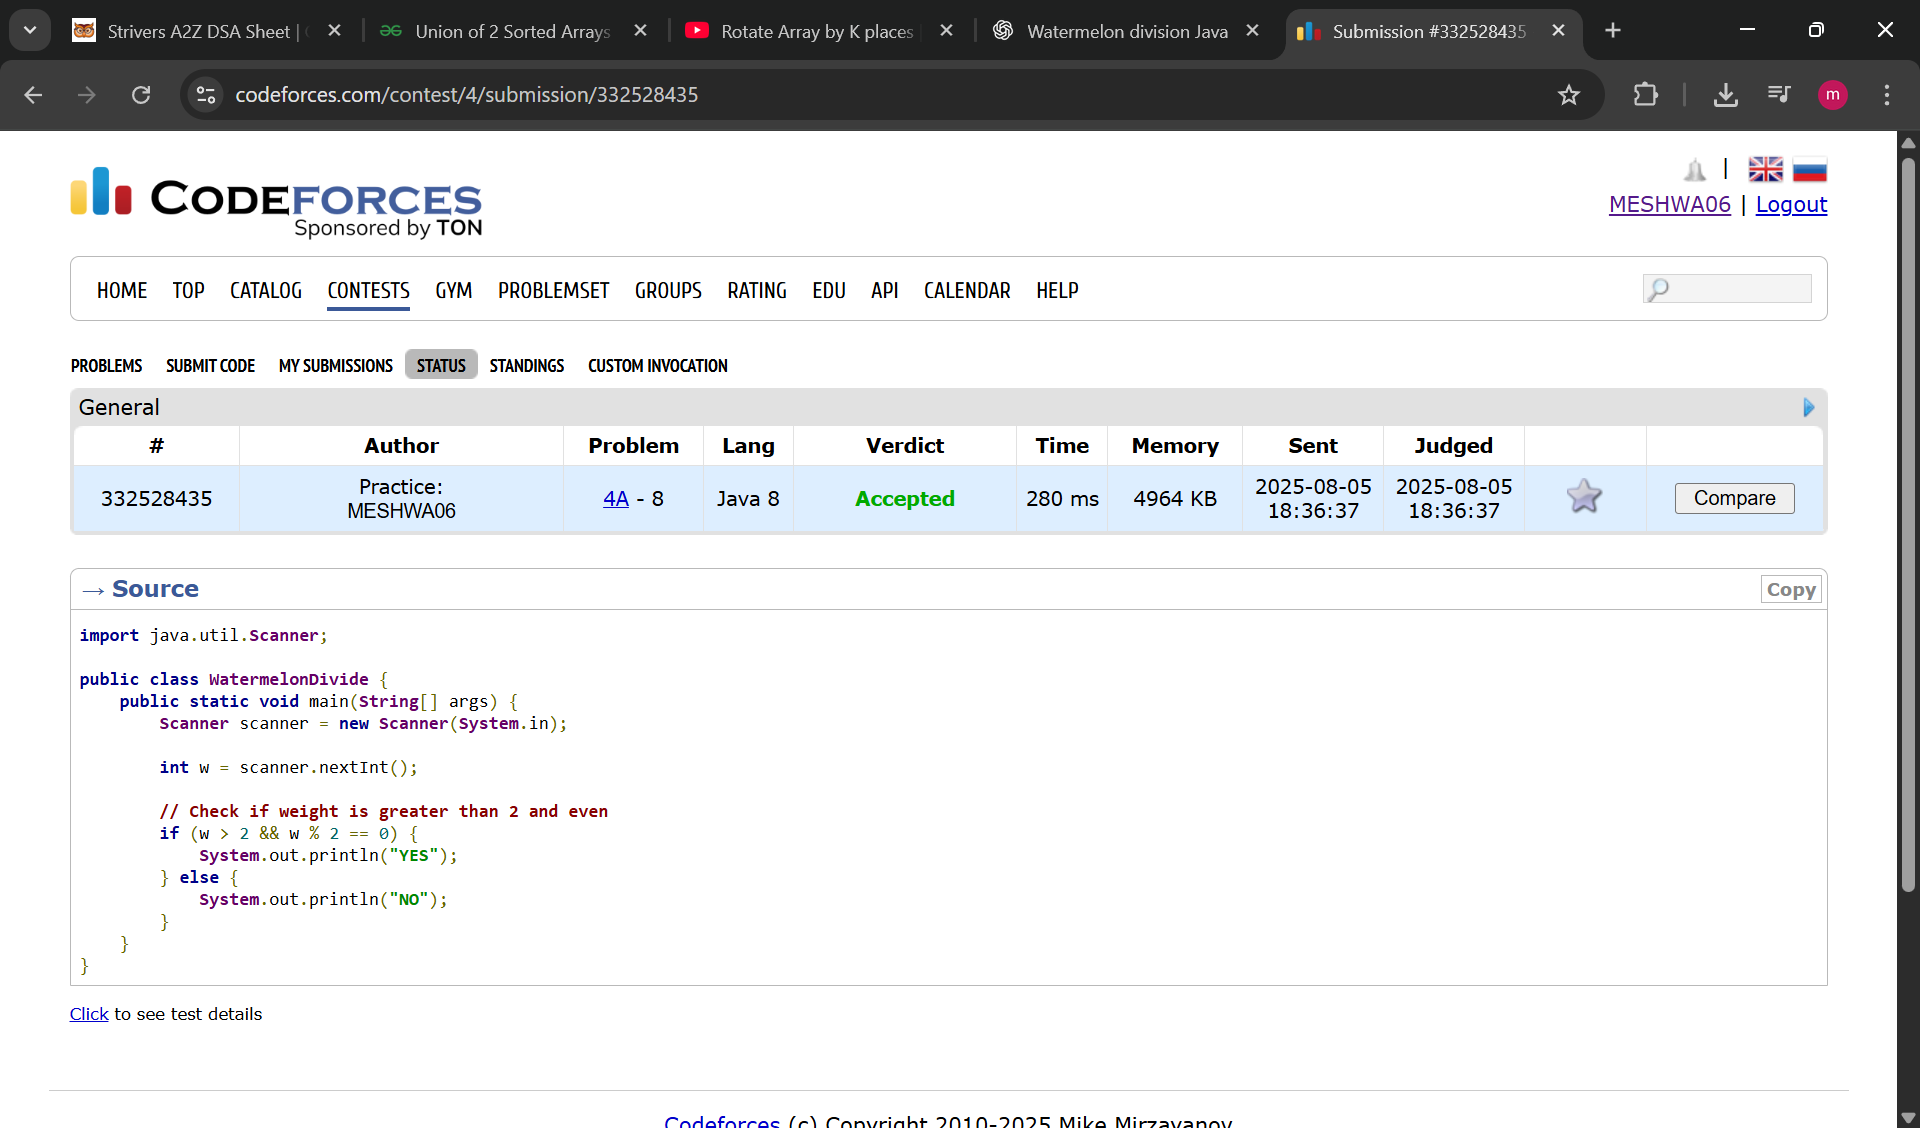 Strivers A2Z DSA Sheet |
Union of 2 Sorted Arrays
Rotate Array by K places
Watermelon division Java
Submission #332528435
codeforces.com/contest/4/submission/332528435
m
CODEFORCES
Sponsored by TON
|
MESHWA06 | Logout
HOME TOP CATALOG CONTESTS GYM PROBLEMSET GROUPS RATING EDU API CALENDAR HELP
PROBLEMS SUBMIT CODE MY SUBMISSIONS STATUS STANDINGS CUSTOM INVOCATION
General
# Author Problem Lang Verdict Time Memory Sent Judged
332528435 Practice: MESHWA06 4A - 8 Java 8 Accepted 280 ms 4964 KB 2025-08-05 18:36:37 2025-08-05 18:36:37 Compare
→ Source Copy
import java.util.Scanner;
public class WatermelonDivide {
public static void main(String[] args) {
Scanner scanner = new Scanner(System.in);
int w = scanner.nextInt();
// Check if weight is greater than 2 and even
if (w > 2 && w % 2 == 0) {
System.out.println("YES");
} else {
System.out.println("NO");
}
}
}
Click to see test details
Codeforces (c) Copyright 2010-2025 Mike Mirzayanov